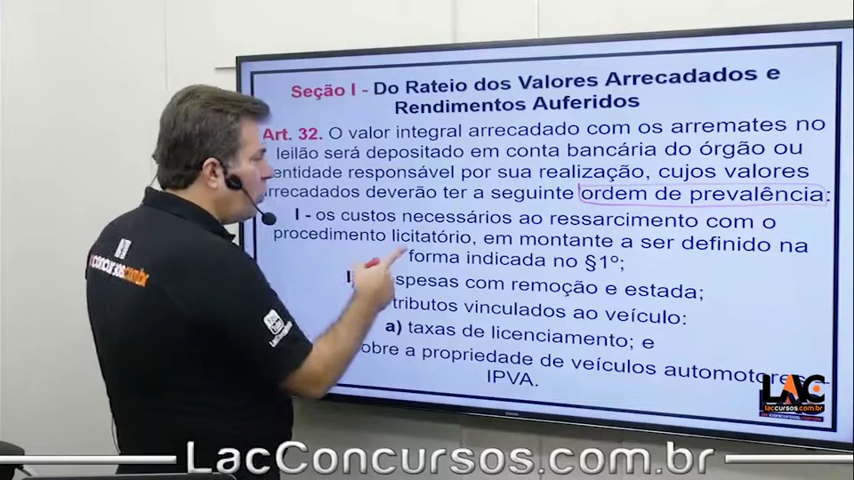 Seção I - Do Rateio dos Valores Arrecadados e
Rendimentos Auferidos
Art. 32. O valor integral arrecadado com os arremates no
leilão será depositado em conta bancária do órgão ou
entidade responsável por sua realização, cujos valores
arrecadados deverão ter a seguinte ordem de prevalência:
I - os custos necessários ao ressarcimento com o
procedimento licitatório, em montante a ser definido na
forma indicada no §1º;
spesas com remoção e estada;
tributos vinculados ao veículo:
a) taxas de licenciamento; e
obre a propriedade de veículos automotores -
IPVA.
LAC
lacconcursos.com.br
LacConcursos.com.br